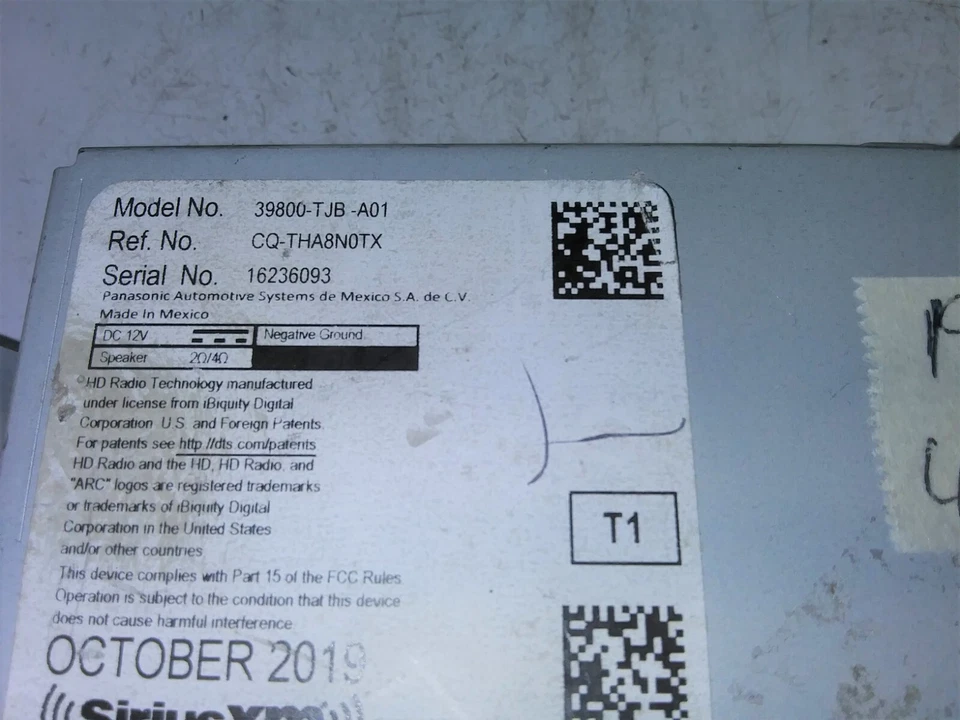 Model No. 39800-TJB -A01
Ref. No. CQ-THA8N0TX
Serial No. 16236093
Panasonic Automotive Systems de Mexico S.A. de C.V.
Made In Mexico
DC 12V Negative Ground
Speaker 2Ω/4Ω
HD Radio Technology manufactured
under license from iBiquity Digital
Corporation U.S. and Foreign Patents.
For patents see http://dts.com/patents
HD Radio and the HD, HD Radio, and
"ARC" logos are registered trademarks
or trademarks of iBiquity Digital
Corporation in the United States
and/or other countries
T1
This device complies with Part 15 of the FCC Rules
Operation is subject to the condition that this device
does not cause harmful interference
OCTOBER 2019
SiriusXM